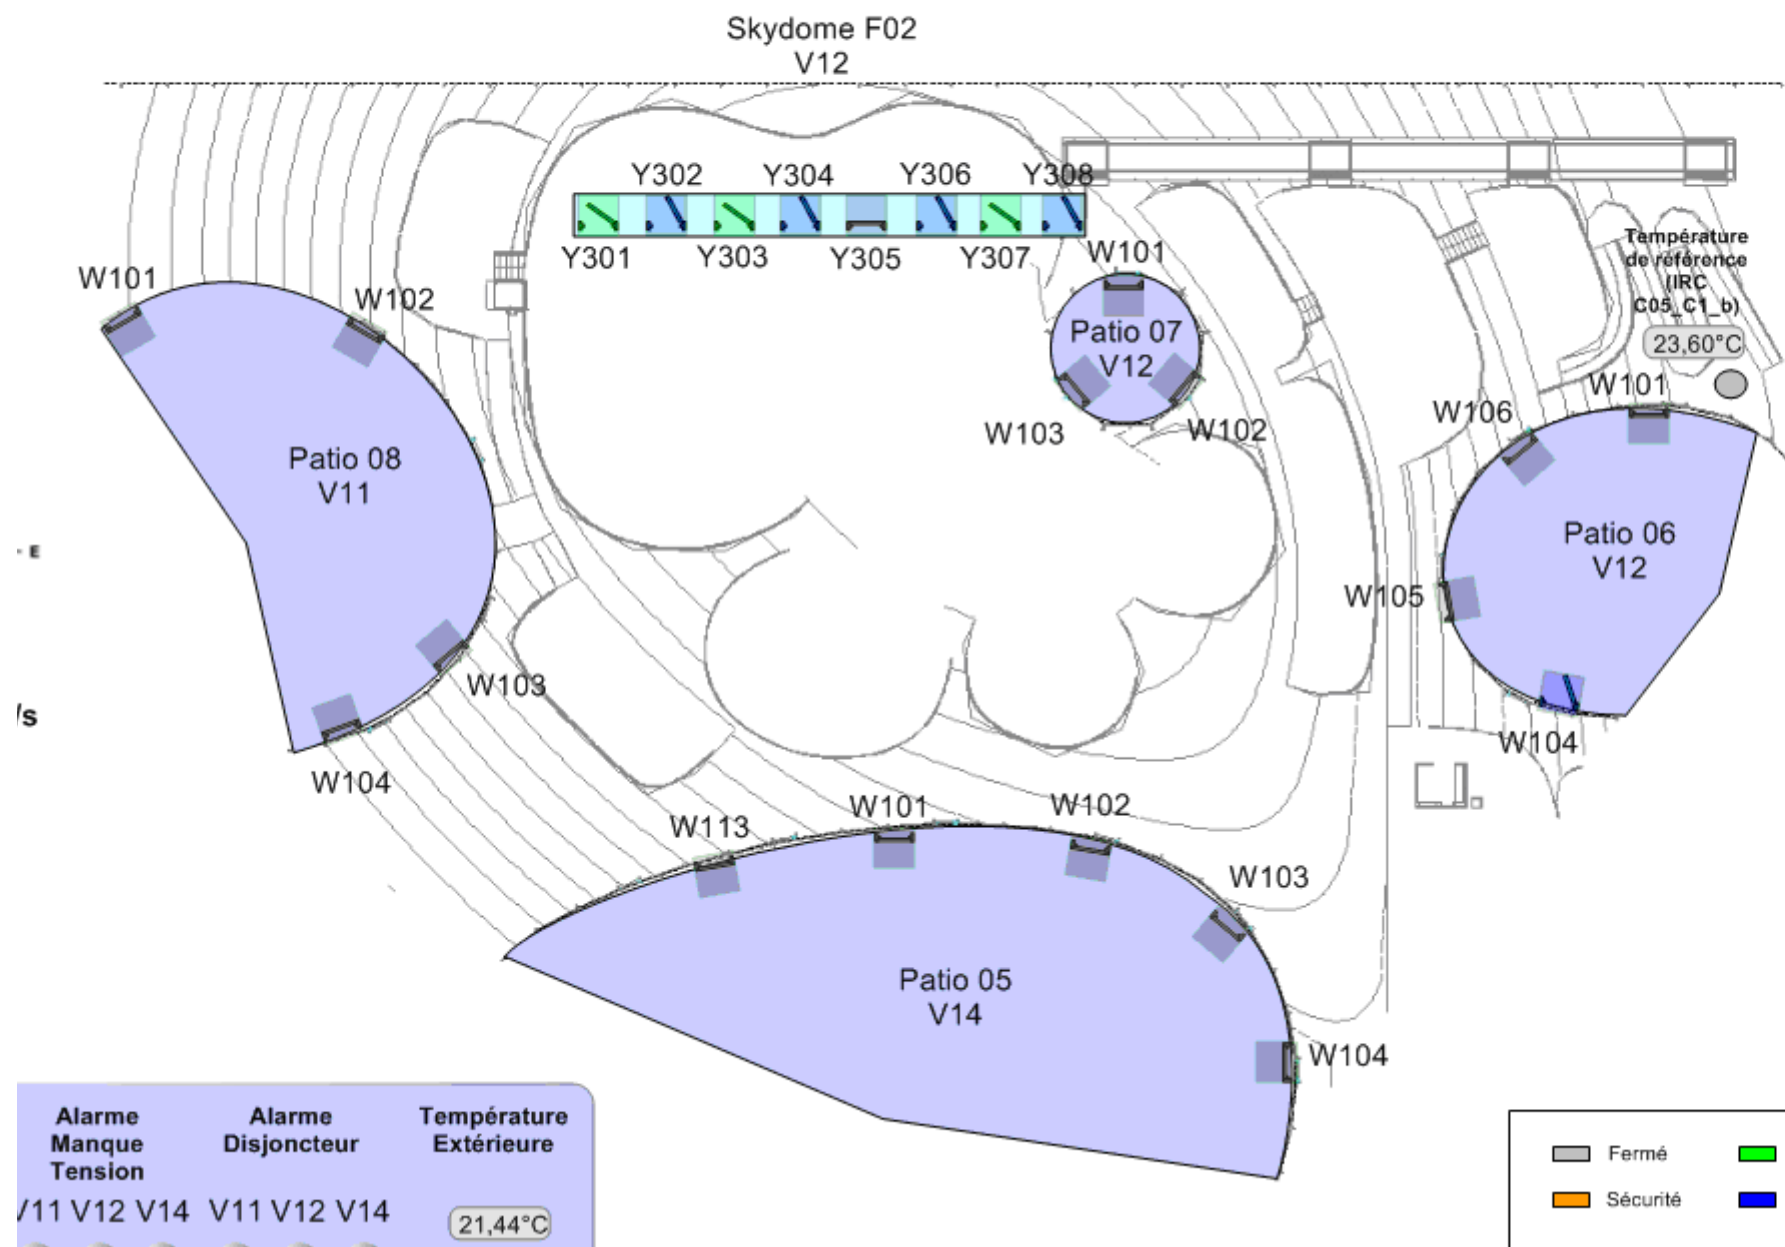 Skydome F02
V12
Y302 Y304 Y306 Y308
Y301 Y303 Y305 Y307
W101
W101
W102
Température
de référence
(IRC
C05_C1_b)
23,60°C
Patio 07
V12
W103
W102
W101
W106
Patio 08
V11
Patio 06
V12
E
W105
W103
/s
W104
W104
W113
W101
W102
W103
Patio 05
V14
W104
Alarme
Manque
Tension
Alarme
Disjoncteur
Température
Extérieure
V11 V12 V14 V11 V12 V14
21,44°C
Fermé
Sécurité